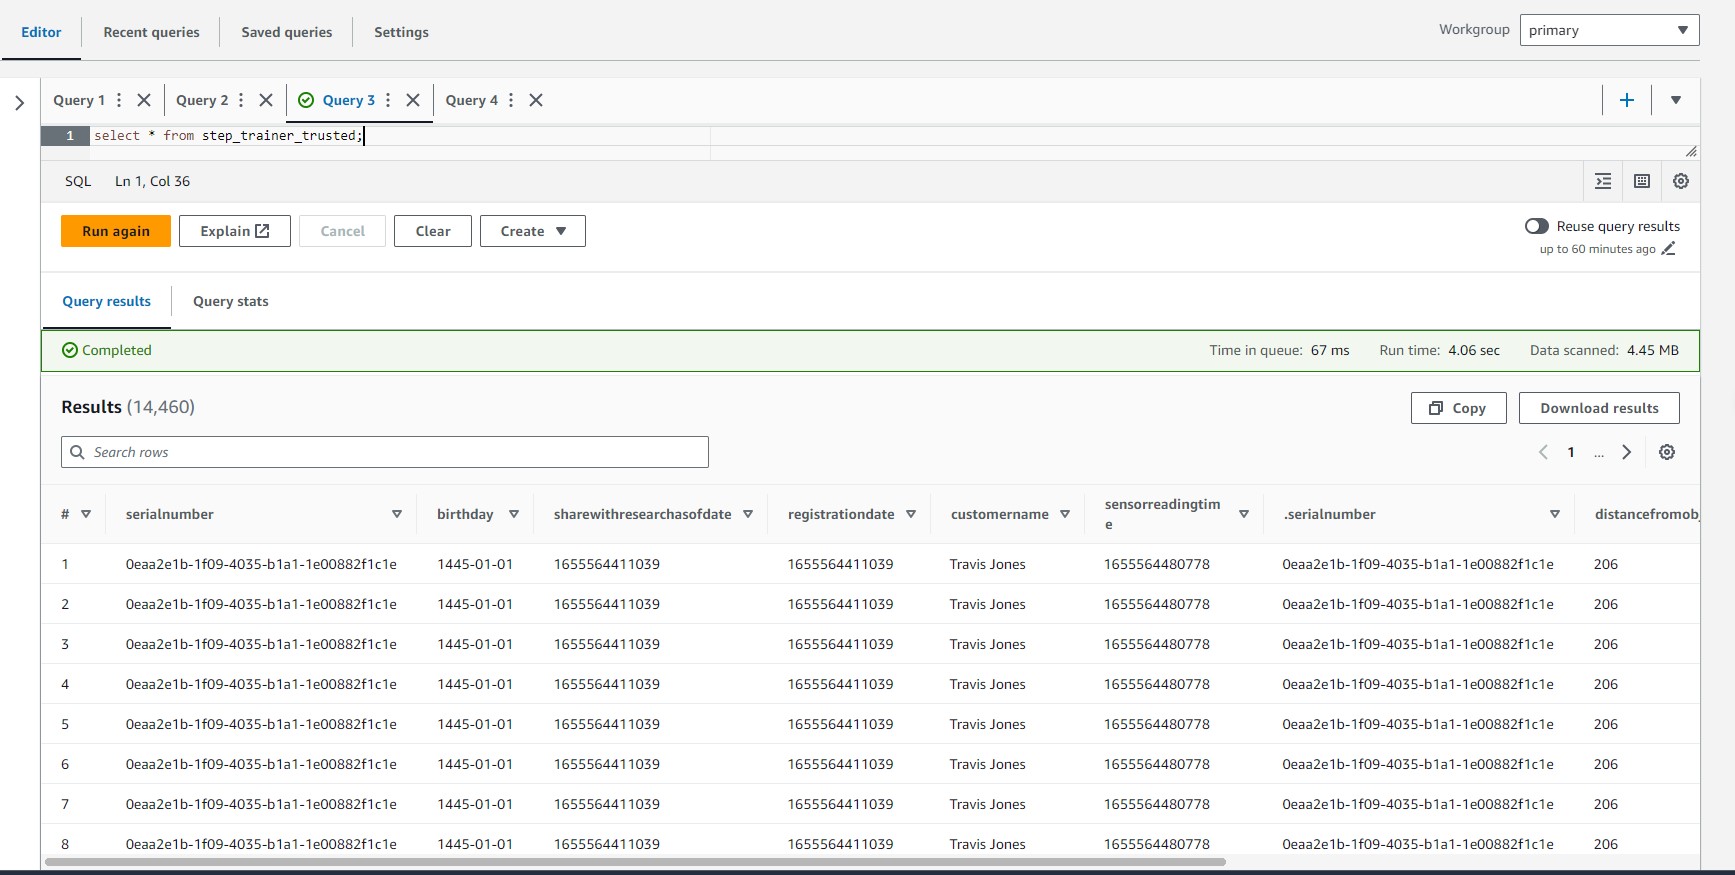 Editor Recent queries Saved queries Settings Workgroup primary
Query 1 Query 2 Query 3 Query 4
1 select * from step_trainer_trusted;
SQL Ln 1, Col 36
Run again Explain Cancel Clear Create Reuse query results
up to 60 minutes ago
Query results Query stats
Completed Time in queue: 67 ms Run time: 4.06 sec Data scanned: 4.45 MB
Results (14,460) Copy Download results
Search rows 1 ...
# serialnumber birthday sharewithresearchasofdate registrationdate customername sensorreadingtim
e .serialnumber distancefromob
1 0eaa2e1b-1f09-4035-b1a1-1e00882f1c1e 1445-01-01 1655564411039 1655564411039 Travis Jones 1655564480778 0eaa2e1b-1f09-4035-b1a1-1e00882f1c1e 206
2 0eaa2e1b-1f09-4035-b1a1-1e00882f1c1e 1445-01-01 1655564411039 1655564411039 Travis Jones 1655564480778 0eaa2e1b-1f09-4035-b1a1-1e00882f1c1e 206
3 0eaa2e1b-1f09-4035-b1a1-1e00882f1c1e 1445-01-01 1655564411039 1655564411039 Travis Jones 1655564480778 0eaa2e1b-1f09-4035-b1a1-1e00882f1c1e 206
4 0eaa2e1b-1f09-4035-b1a1-1e00882f1c1e 1445-01-01 1655564411039 1655564411039 Travis Jones 1655564480778 0eaa2e1b-1f09-4035-b1a1-1e00882f1c1e 206
5 0eaa2e1b-1f09-4035-b1a1-1e00882f1c1e 1445-01-01 1655564411039 1655564411039 Travis Jones 1655564480778 0eaa2e1b-1f09-4035-b1a1-1e00882f1c1e 206
6 0eaa2e1b-1f09-4035-b1a1-1e00882f1c1e 1445-01-01 1655564411039 1655564411039 Travis Jones 1655564480778 0eaa2e1b-1f09-4035-b1a1-1e00882f1c1e 206
7 0eaa2e1b-1f09-4035-b1a1-1e00882f1c1e 1445-01-01 1655564411039 1655564411039 Travis Jones 1655564480778 0eaa2e1b-1f09-4035-b1a1-1e00882f1c1e 206
8 0eaa2e1b-1f09-4035-b1a1-1e00882f1c1e 1445-01-01 1655564411039 1655564411039 Travis Jones 1655564480778 0eaa2e1b-1f09-4035-b1a1-1e00882f1c1e 206